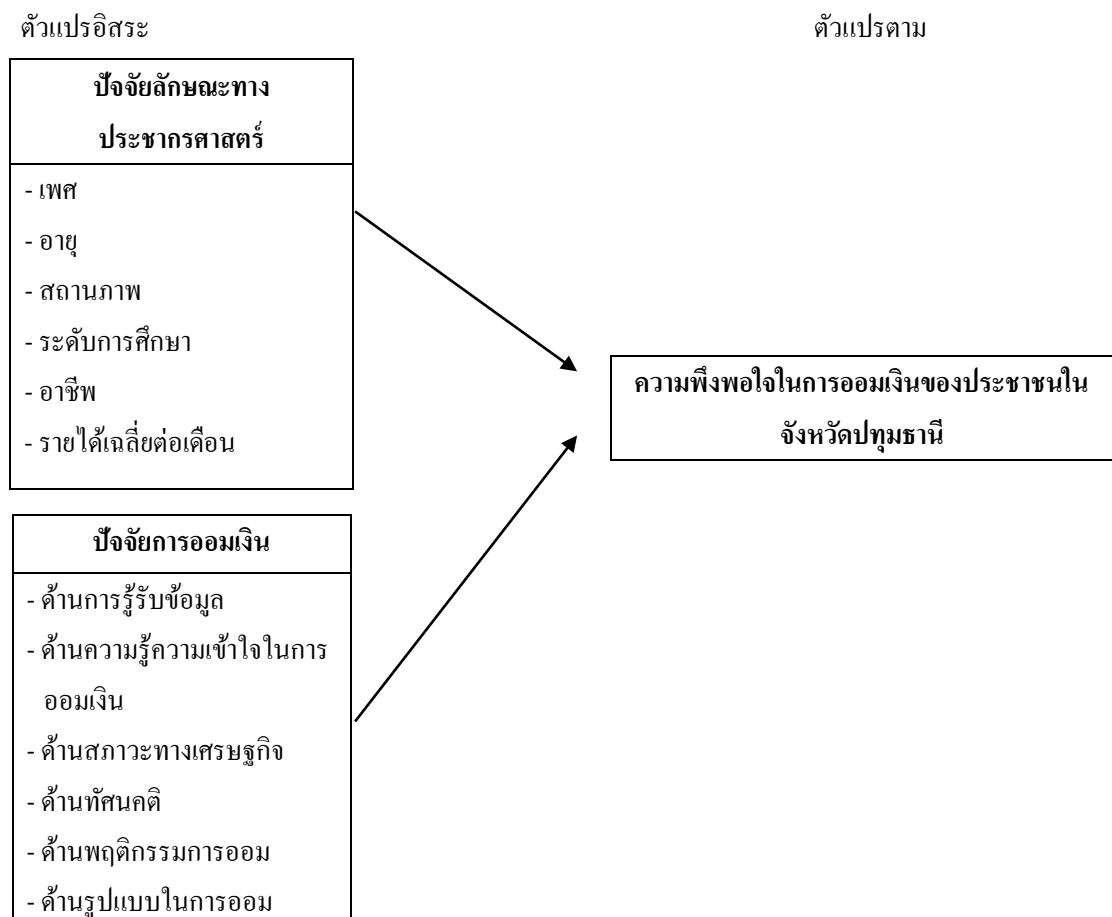 ตัวแปรอิสระ
ตัวแปรตาม
ปัจจัยลักษณะทาง
ประชากรศาสตร์
- เพศ
- อายุ
- สถานภาพ
- ระดับการศึกษา
- อาชีพ
- รายได้เฉลี่ยต่อเดือน
ความพึงพอใจในการออมเงินของประชาชนใน
จังหวัดปทุมธานี
ปัจจัยการออมเงิน
- ด้านการรู้รับข้อมูล
- ด้านความรู้ความเข้าใจในการ
ออมเงิน
- ด้านสภาวะทางเศรษฐกิจ
- ด้านทัศนคติ
- ด้านพฤติกรรมการออม
- ด้านรูปแบบในการออม